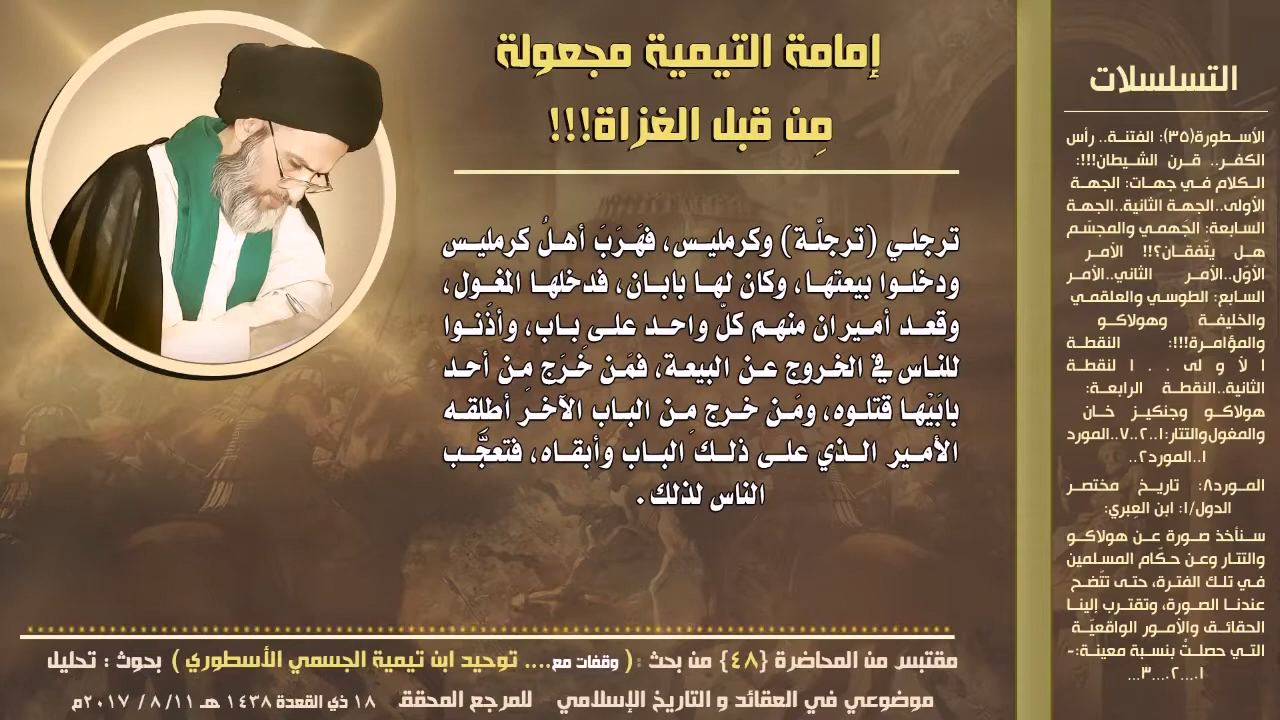 إمامة التيمية مجعولة
مِن قبل الغزاة!!!
ترجلي (ترجلّة) وكرمليس، فهَرَبَ أهلُ كرمليس
ودخلوا بيعتها، وكان لها بابان، فدخلها المغول،
وقعد أميران منهم كلّ واحد على باب، وأذّنوا
للناس في الخروج عن البيعة، فمَن خَرَج مِن أحد
بابَيْها قتلوه، ومَن خرج مِن الباب الآخر أطلقه
الأمير الذي على ذلك الباب وأبقاه، فتعجَّب
الناس لذلك .
التسلسلات
الأسطورة(٣٥): الفتنة.. رأس
الكفر.. قرن الشيطان!!!:
الكلام في جهات: الجهة
الأولى..الجهة الثانية..الجهة
السابعة: الجَهمي والمجسّم
هل يتّفقان؟!! الأمر
الأوّل..الأمر الثاني..الأمر
السابع: الطوسي والعلقمي
والخليفة وهولاكو
والمؤامرة!!!: النقطة
الأولى..النقطة
الثانية..النقطة الرابعة:
هولاكو وجنكيز خان
والمغول والتتار:١..٢..٧..المورد
١..المورد٢..
المورد٨: تاريخ مختصر
الدول/١: ابن العِبري:
سنأخذ صورة عن هولاكو
والتتار وعن حكّام المسلمين
في تلك الفترة، حتى تتّضح
عندنا الصورة، وتقترب إلينا
الحقائق والأمور الواقعيّة
التي حصلتْ بنسبة معينة:-
٠١...٠٢...٣...
مقتبس من المحاضرة {٤٨} من بحث : ( وقفات مع.... توحيد ابن تيمية الجسمي الأسطوري ) بحوث : تحليل
موضوعي في العقائد و التاريخ الإسلامي للمرجع المحقق ١٨ ذي القعدة ١٤٣٨ هـ ٨/١١ / ٢٠١٧م